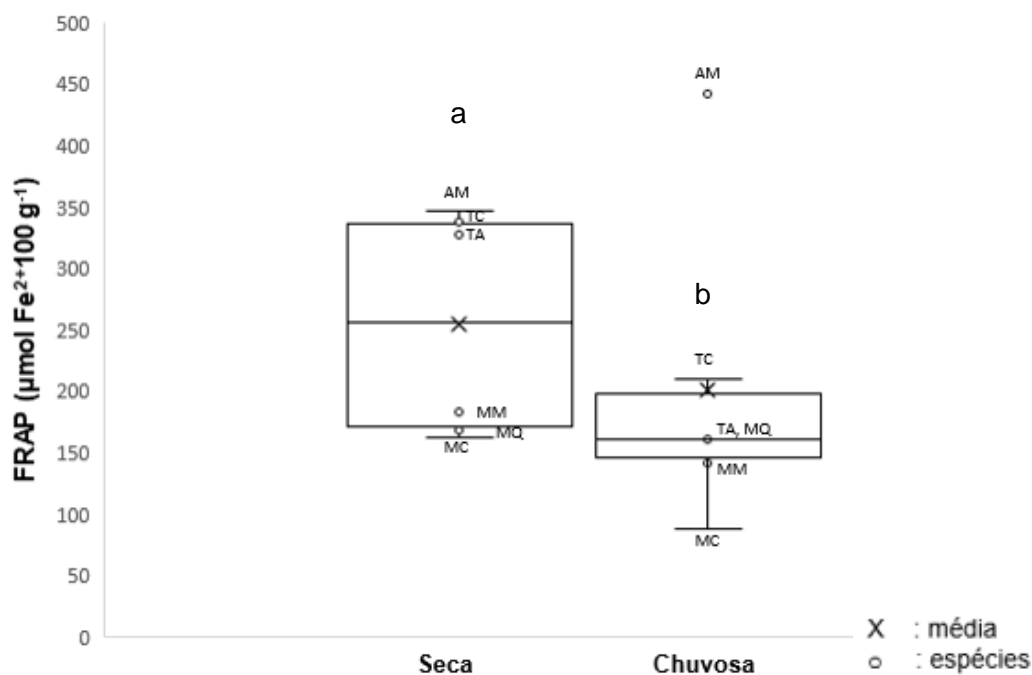 500
450
400
350
300
250
200
150
100
50
0
FRAP (µmol Fe²⁺100 g⁻¹)
a
AM
TC
TA
MM
MQ
MC
AM
b
TC
TA, MQ
MM
MC
Seca
Chuvosa
X : média
o : espécies